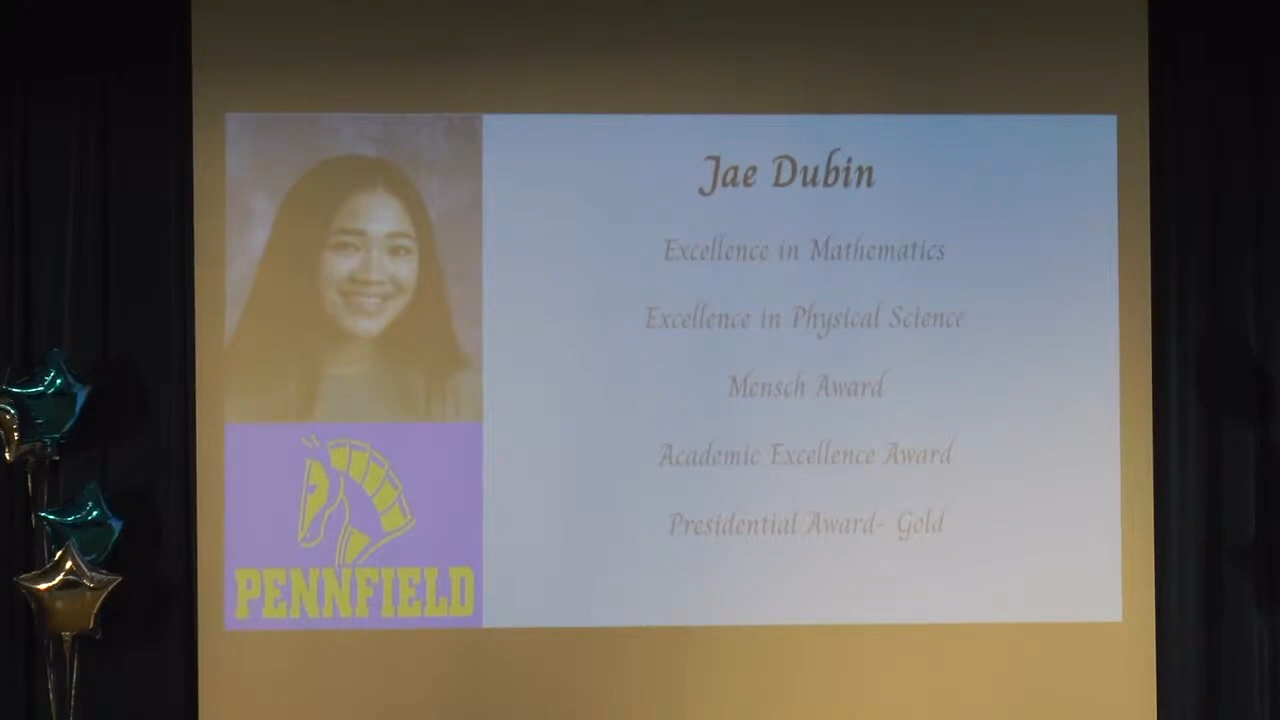 Jae Dubin
Excellence in Mathematics
Excellence in Physical Science
Mensch Award
Academic Excellence Award
Presidential Award- Gold
PENNFIELD